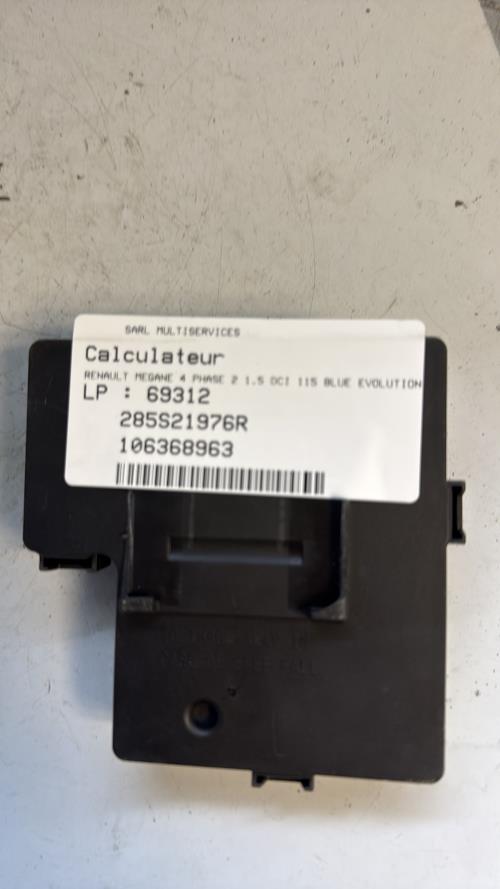 SARL MULTISERVICES
Calculateur
RENAULT MEGANE 4 PHASE 2 1.5 DCI 115 BLUE EVOLUTION
LP : 69312
285S21976R
106368963